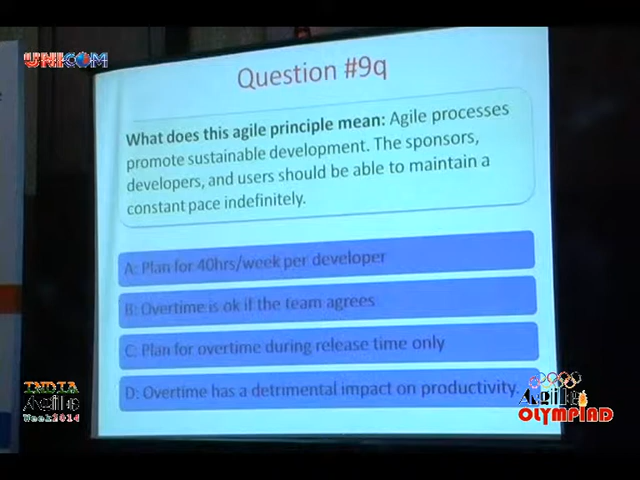 UNICOM
Question #9q
What does this agile principle mean: Agile processes
promote sustainable development. The sponsors,
developers, and users should be able to maintain a
constant pace indefinitely.
A: Plan for 40hrs/week per developer
B: Overtime is ok if the team agrees
C: Plan for overtime during release time only
D: Overtime has a detrmental impact on productivity.
INDIA
Agile
Week2014
Agile
OLYMPIAD